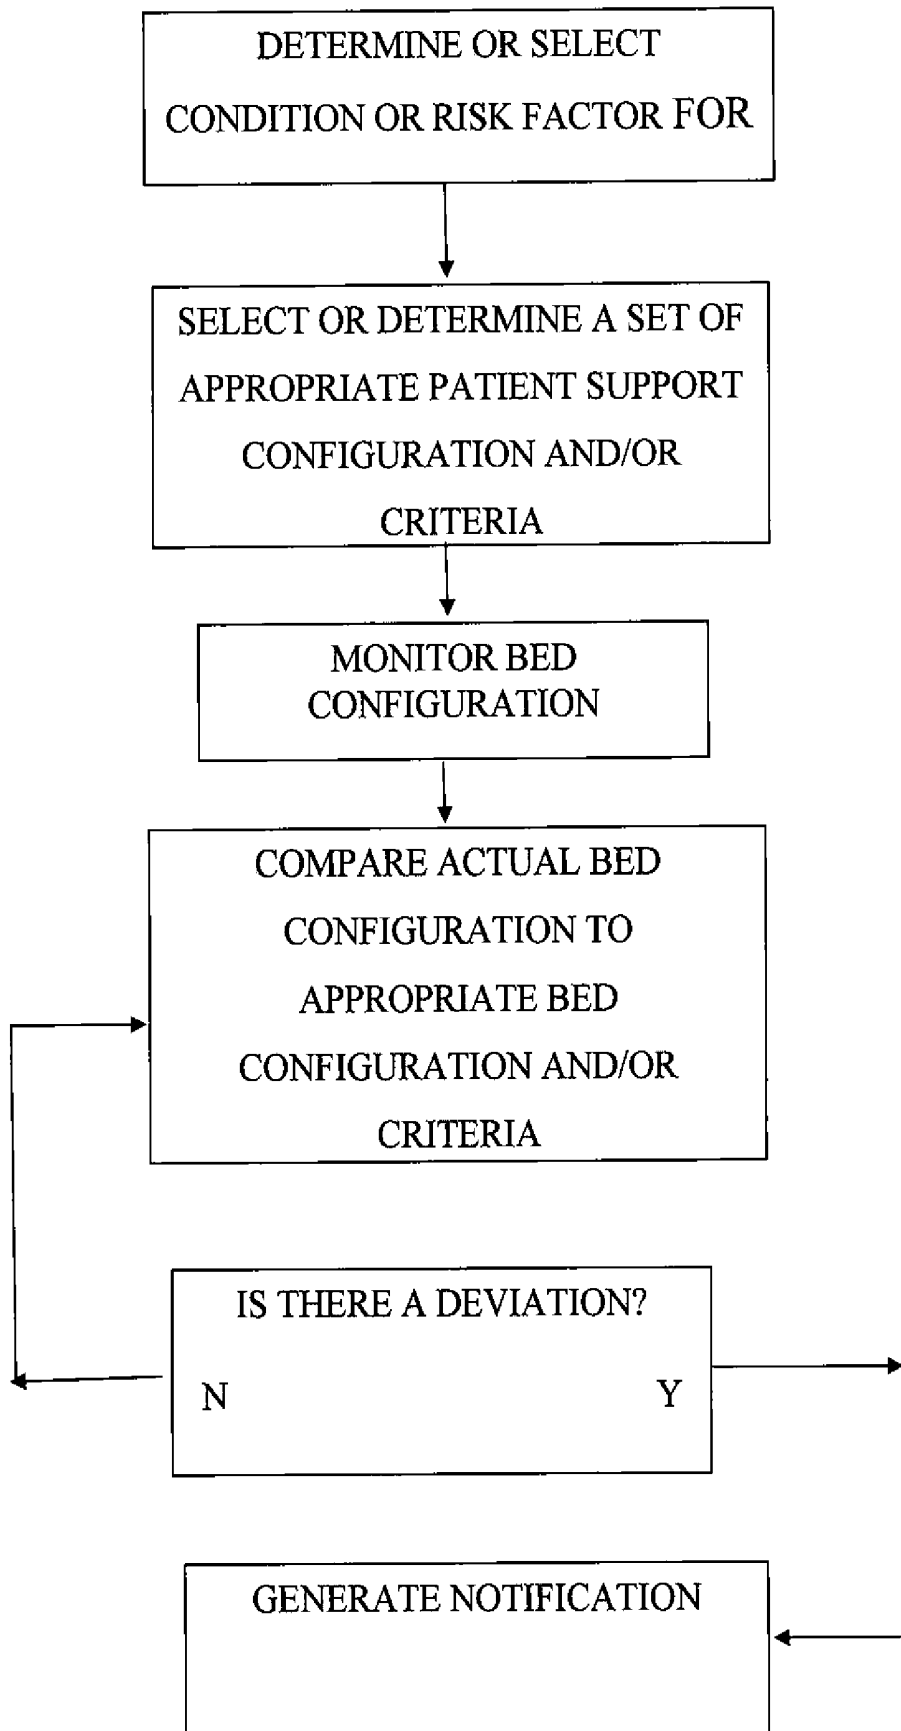 DETERMINE OR SELECT
CONDITION OR RISK FACTOR FOR
SELECT OR DETERMINE A SET OF
APPROPRIATE PATIENT SUPPORT
CONFIGURATION AND/OR
CRITERIA
MONITOR BED
CONFIGURATION
COMPARE ACTUAL BED
CONFIGURATION TO
APPROPRIATE BED
CONFIGURATION AND/OR
CRITERIA
IS THERE A DEVIATION?
N Y
GENERATE NOTIFICATION